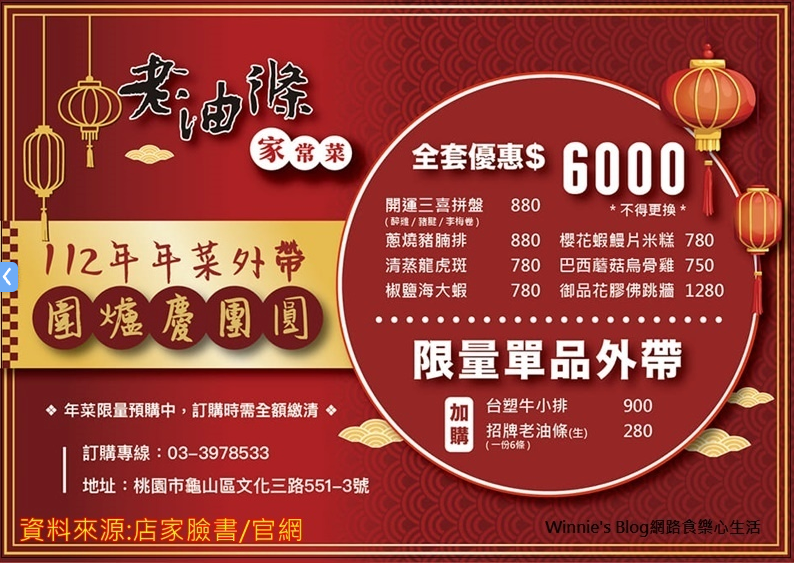 老油條
家常菜
112年年菜外帶
圍爐慶團圓
❖ 年菜限量預購中，訂購時需全額繳清 ❖
訂購專線：03-3978533
地址：桃園市龜山區文化三路551-3號
全套優惠$ 6000
*不得更換*
開運三喜拼盤 880
(醉雞/豬腱/李梅卷)
蔥燒豬腩排 880 櫻花蝦鰻片米糕 780
清蒸龍虎斑 780 巴西蘑菇烏骨雞 750
椒鹽海大蝦 780 御品花膠佛跳牆 1280
限量單品外帶
加購
台塑牛小排 900
招牌老油條(生) 280
(一份6條)
資料來源:店家臉書/官網
Winnie's Blog網路食樂心生活